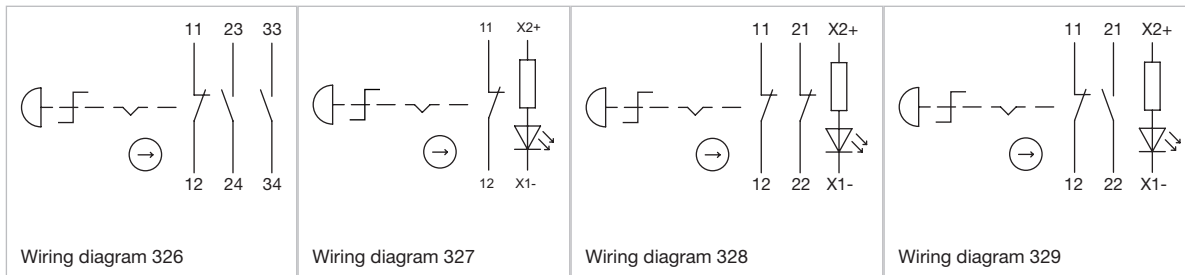 11 23 33
12 24 34
Wiring diagram 326
11 X2+
12 X1-
Wiring diagram 327
11 21 X2+
12 22 X1-
Wiring diagram 328
11 21 X2+
12 22 X1-
Wiring diagram 329